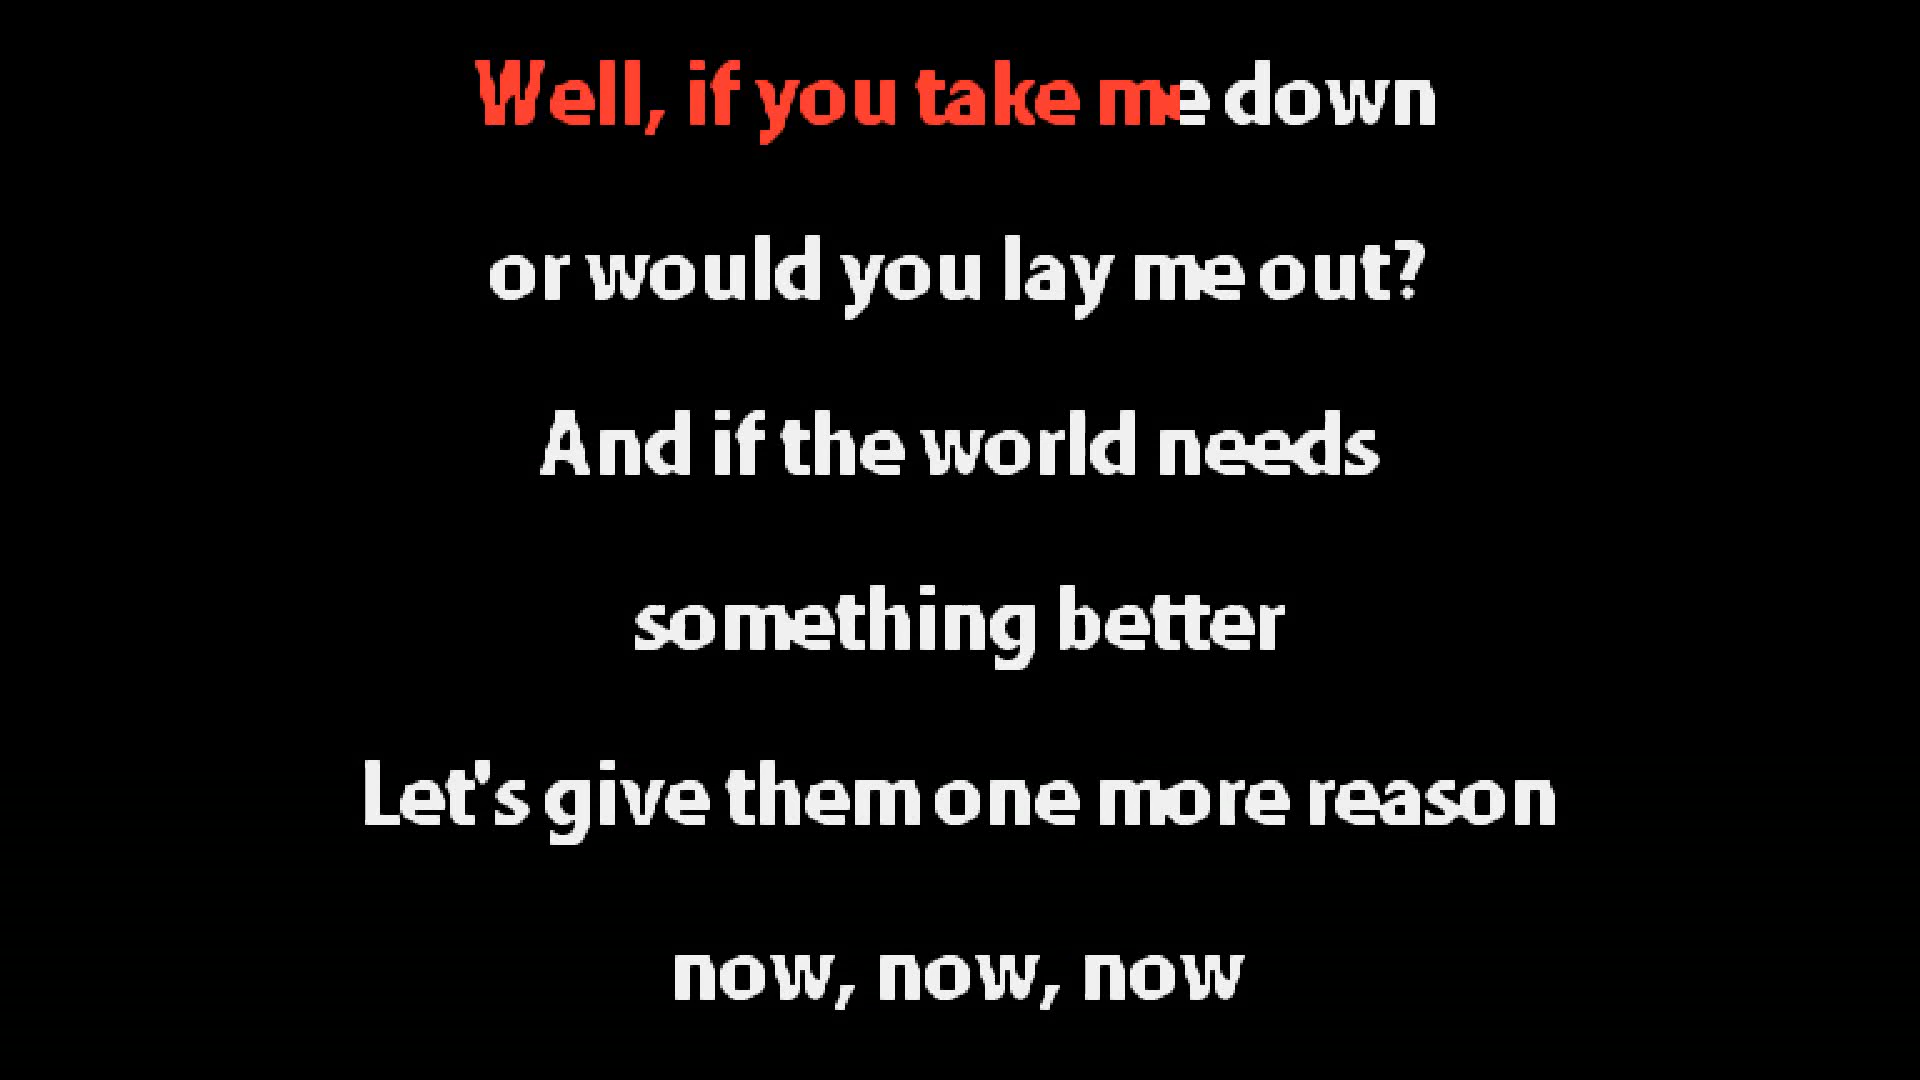 Well, if you take me down
or would you lay me out?
And if the world needs
something better
Let's give them one more reason
now, now, now